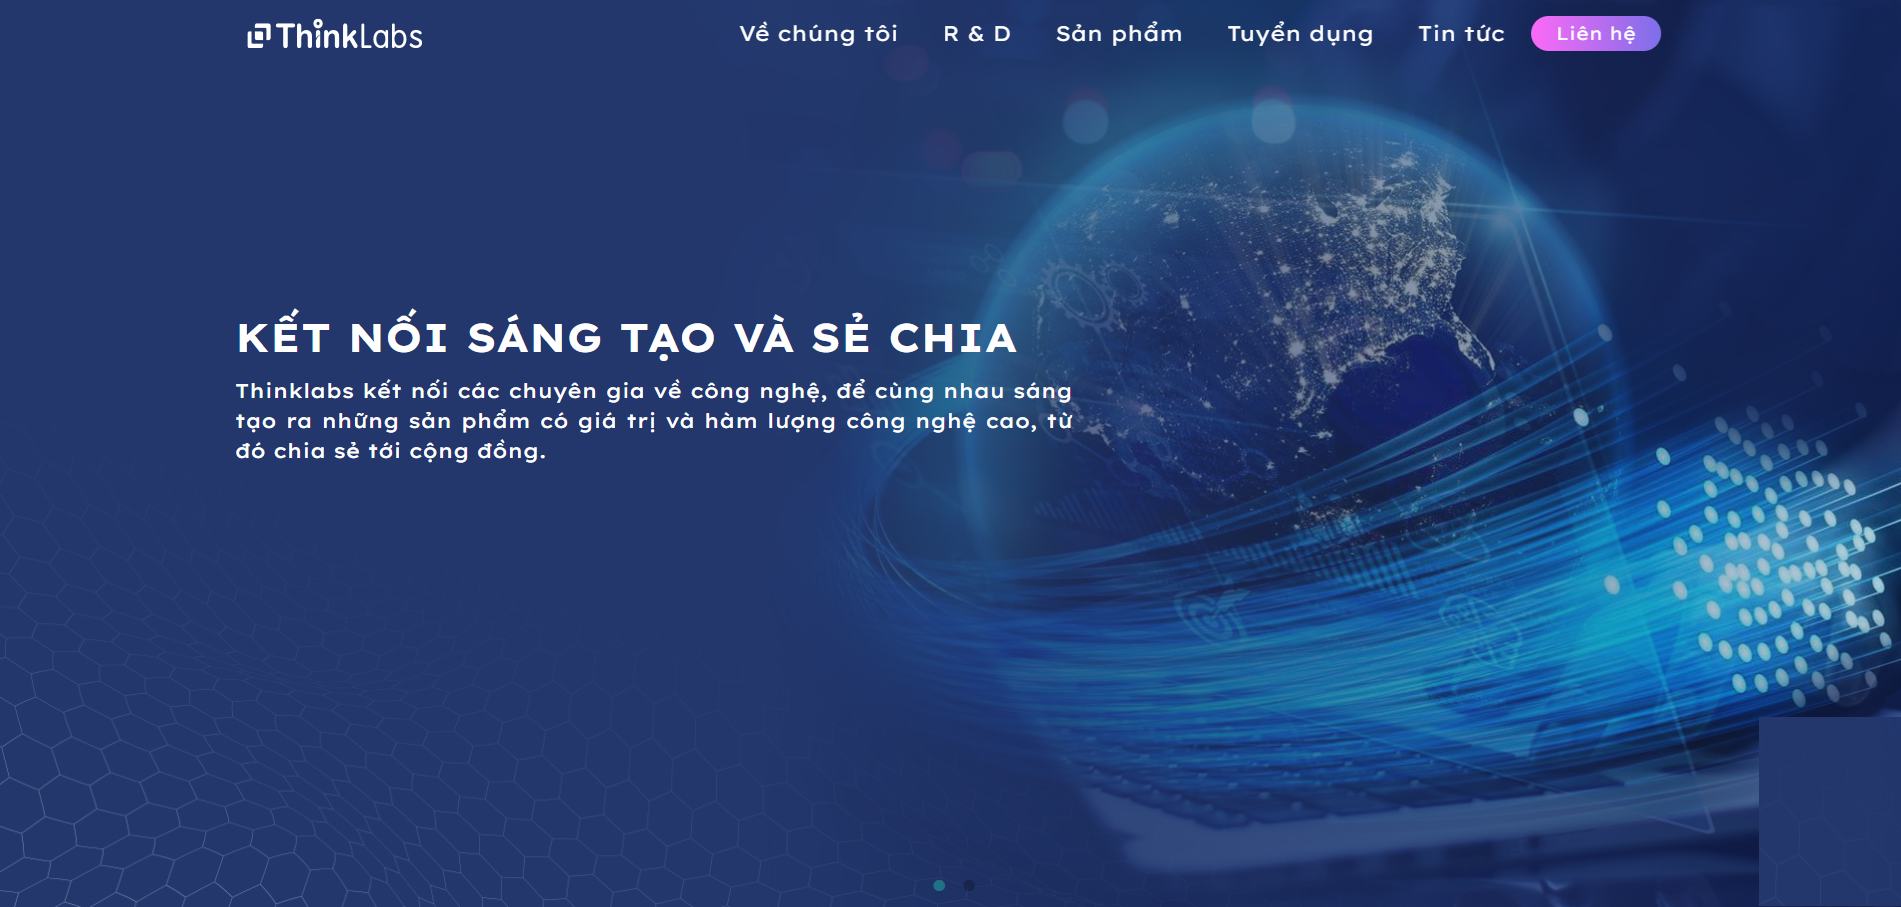 ThinkLabs
Về chúng tôi R & D Sản phẩm Tuyển dụng Tin tức Liên hệ
KẾT NỐI SÁNG TẠO VÀ SẺ CHIA
Thinklabs kết nối các chuyên gia về công nghệ, để cùng nhau sáng
tạo ra những sản phẩm có giá trị và hàm lượng công nghệ cao, từ
đó chia sẻ tới cộng đồng.